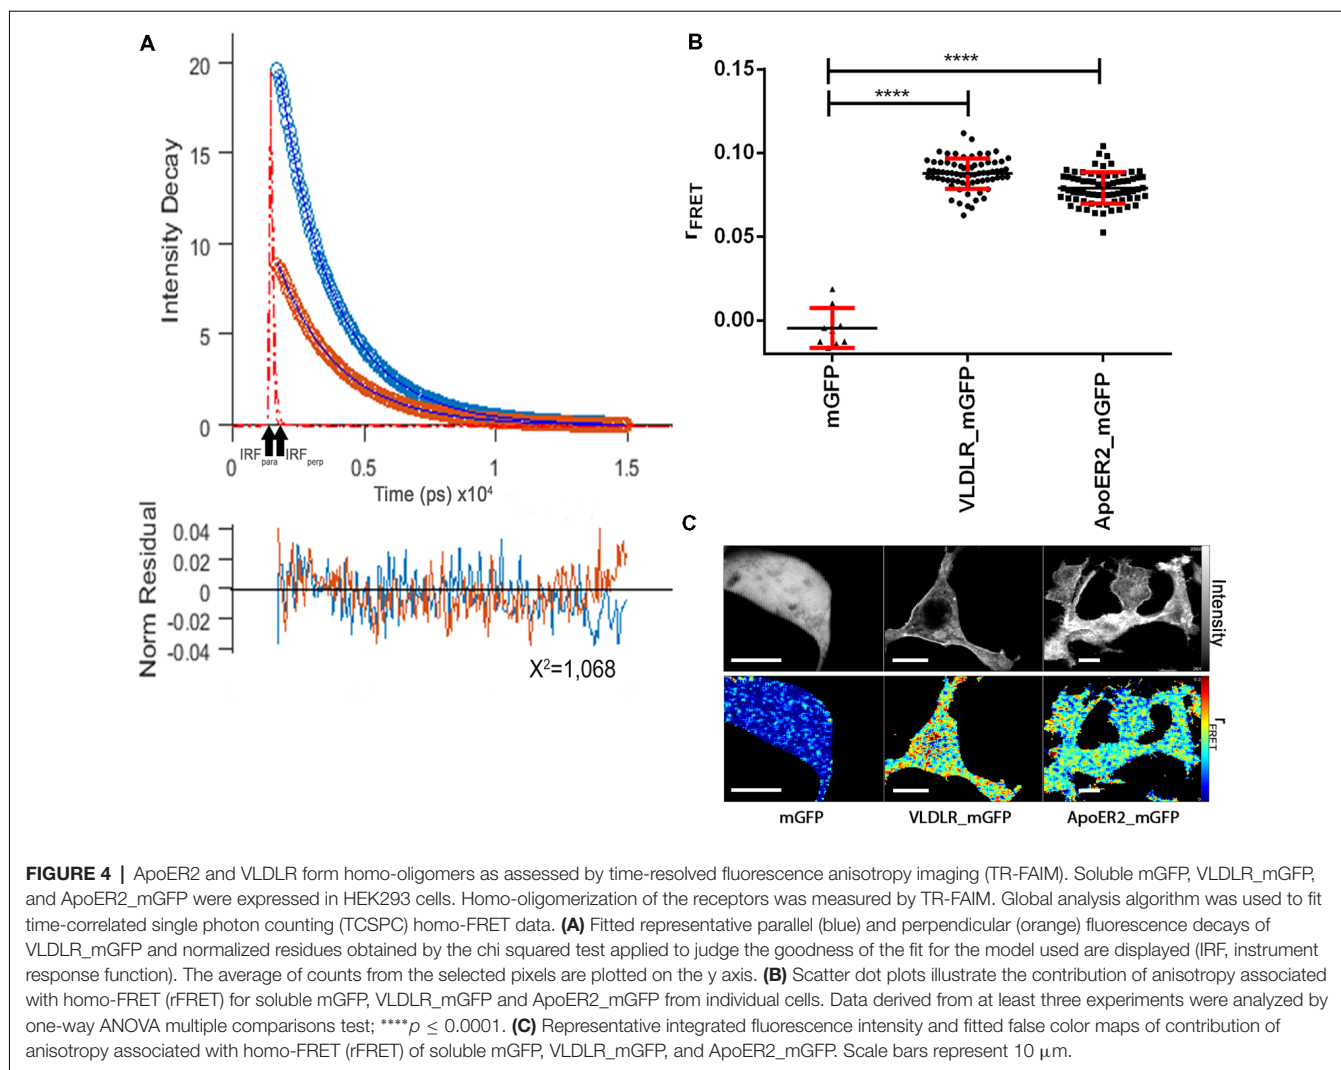 A
20
15
10
5
0
Intensity Decay
IRFpara
IRFperp
0
0.5
1
1.5
Time (ps) x10⁴
0.04
0.02
0
-0.02
-0.04
Norm Residual
X²=1,068
B
****
****
0.15
0.10
0.05
0.00
rFRET
mGFP
VLDLR_mGFP
ApoER2_mGFP
C
Intensity
rFRET
mGFP
VLDLR_mGFP
ApoER2_mGFP
FIGURE 4 | ApoER2 and VLDLR form homo-oligomers as assessed by time-resolved fluorescence anisotropy imaging (TR-FAIM). Soluble mGFP, VLDLR_mGFP,
and ApoER2_mGFP were expressed in HEK293 cells. Homo-oligomerization of the receptors was measured by TR-FAIM. Global analysis algorithm was used to fit
time-correlated single photon counting (TCSPC) homo-FRET data. (A) Fitted representative parallel (blue) and perpendicular (orange) fluorescence decays of
VLDLR_mGFP and normalized residues obtained by the chi squared test applied to judge the goodness of the fit for the model used are displayed (IRF, instrument
response function). The average of counts from the selected pixels are plotted on the y axis. (B) Scatter dot plots illustrate the contribution of anisotropy associated
with homo-FRET (rFRET) for soluble mGFP, VLDLR_mGFP and ApoER2_mGFP from individual cells. Data derived from at least three experiments were analyzed by
one-way ANOVA multiple comparisons test; ****p ≤ 0.0001. (C) Representative integrated fluorescence intensity and fitted false color maps of contribution of
anisotropy associated with homo-FRET (rFRET) of soluble mGFP, VLDLR_mGFP, and ApoER2_mGFP. Scale bars represent 10 μm.